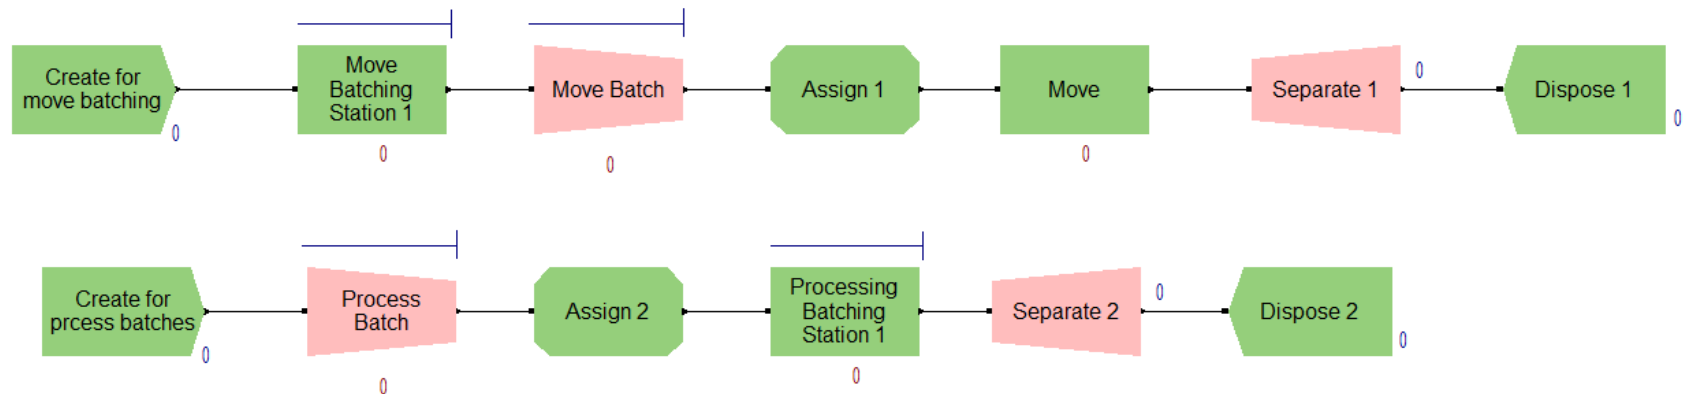 Create for
move batching
0
Move
Batching
Station 1
0
Move Batch
0
Assign 1
Move
0
Separate 1
0
Dispose 1
0
Create for
prcess batches
0
Process
Batch
0
Assign 2
Processing
Batching
Station 1
0
Separate 2
0
Dispose 2
0